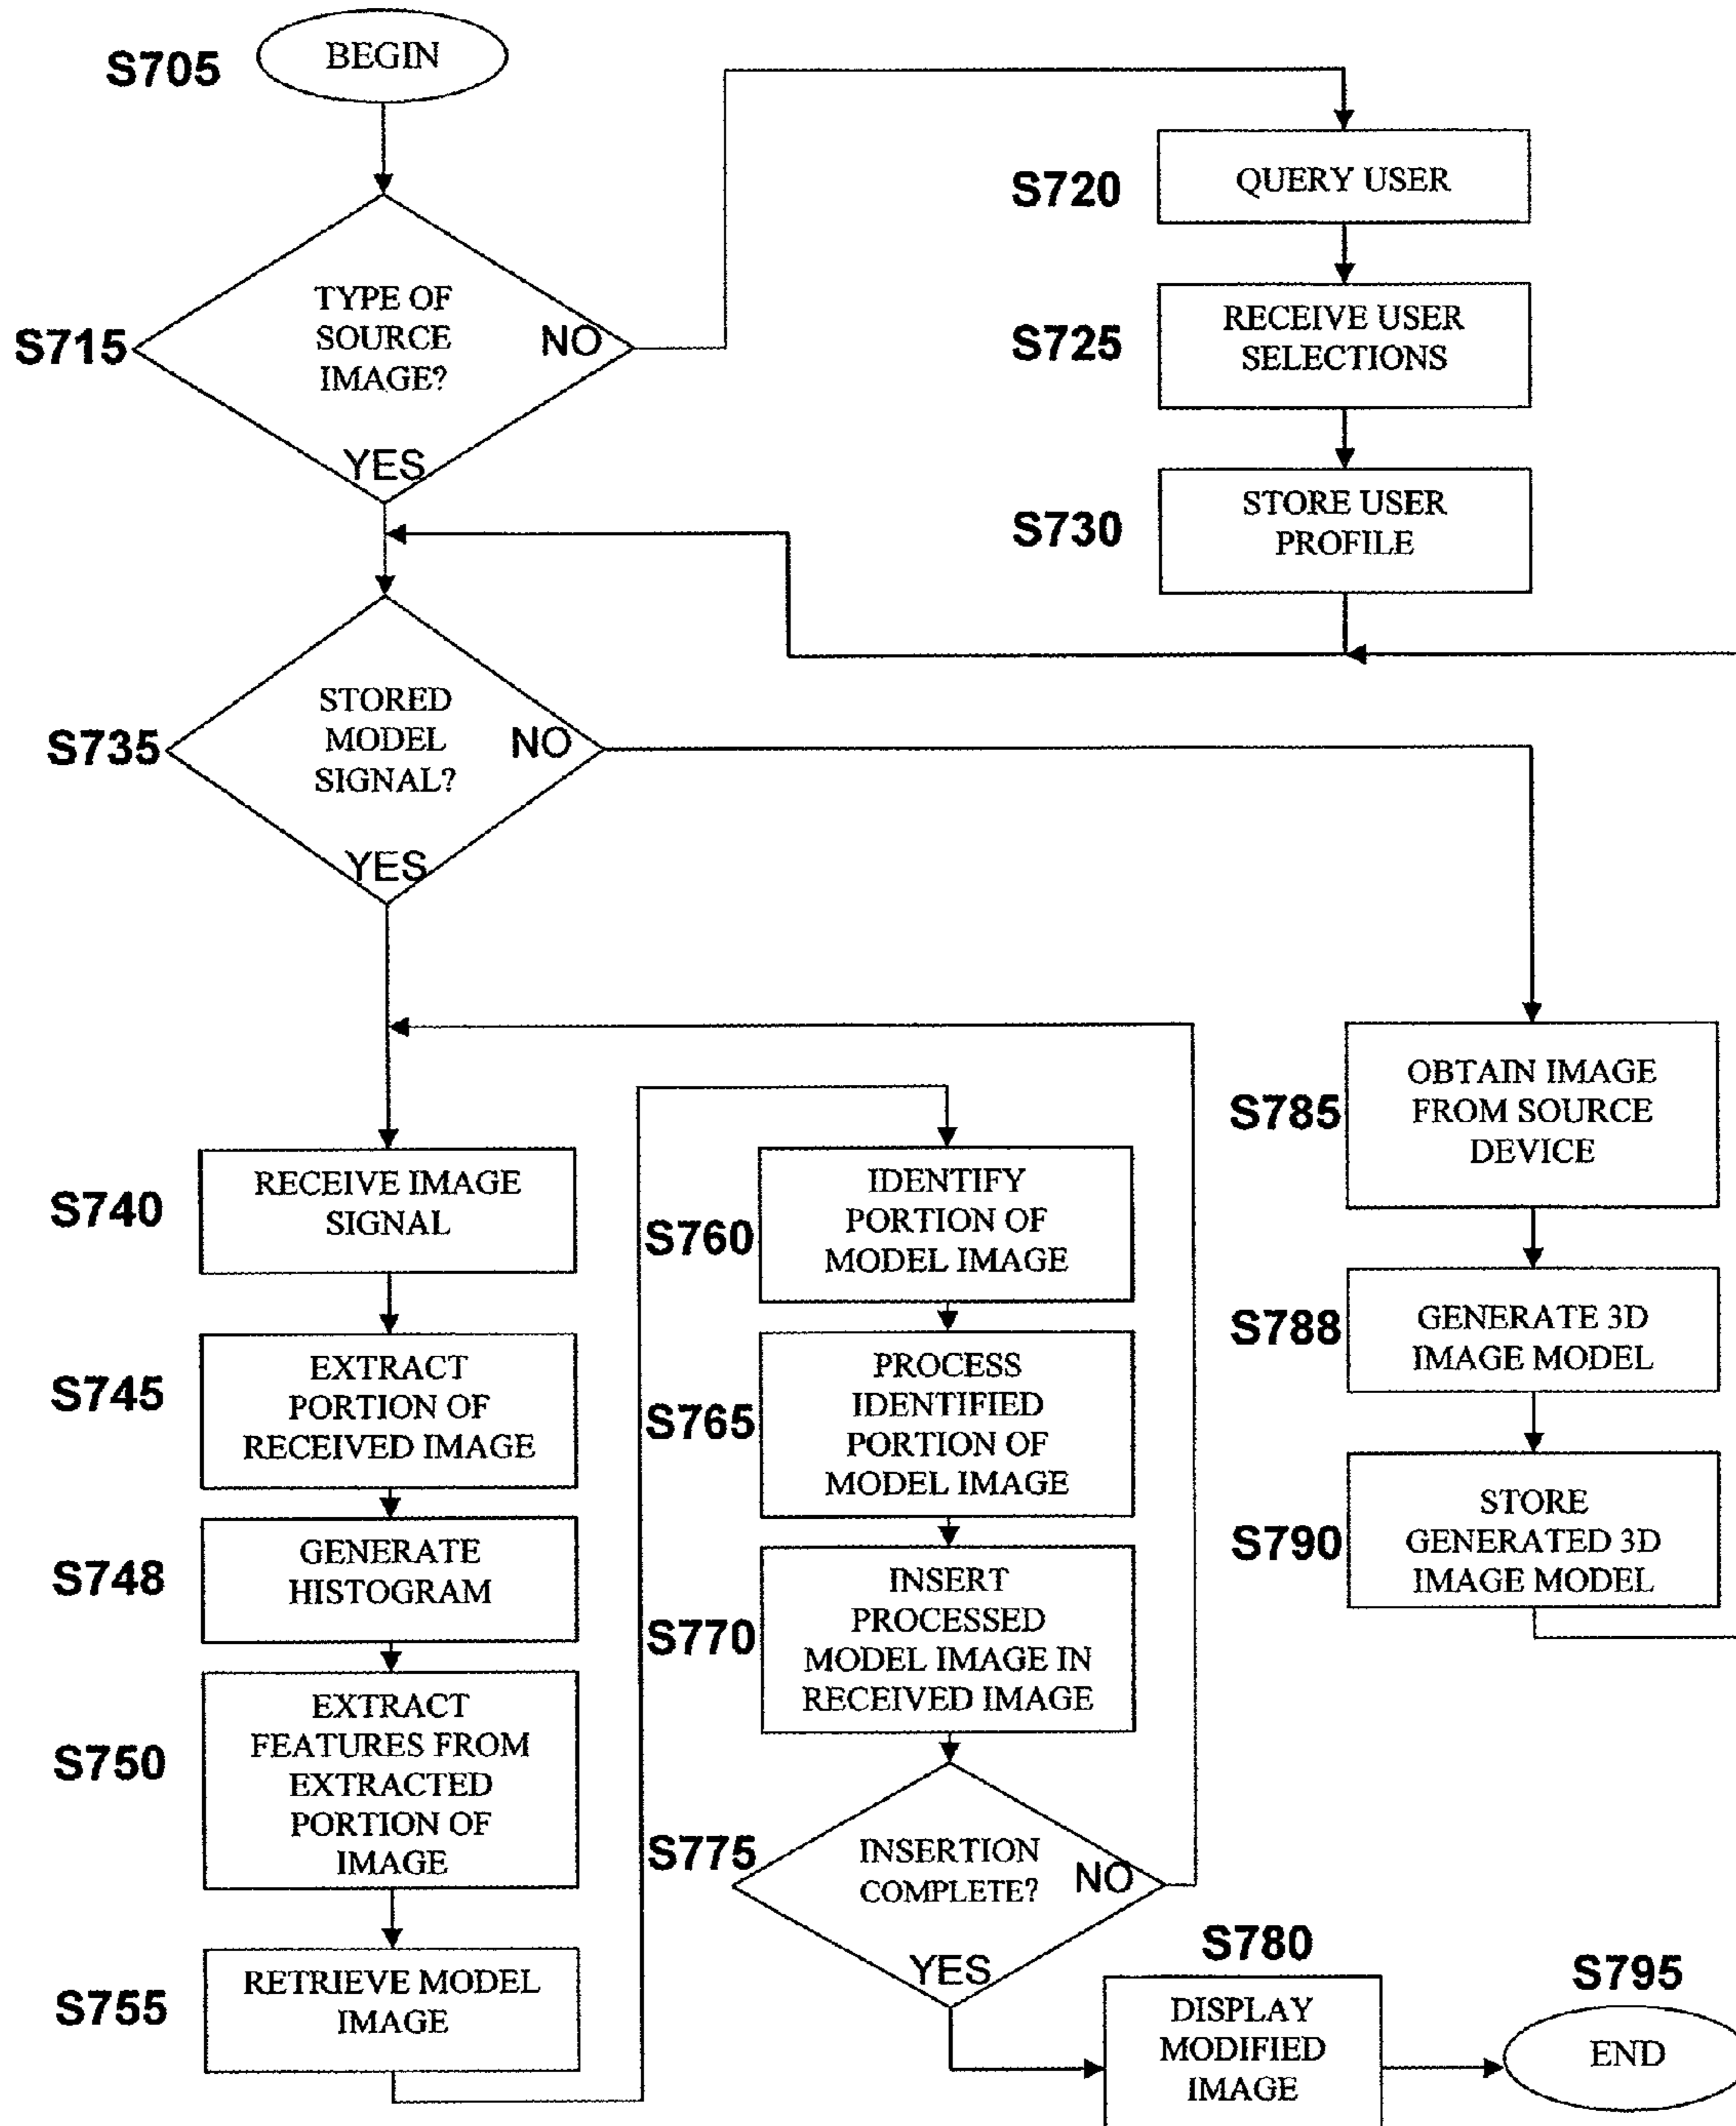 S705
BEGIN
S715
TYPE OF
SOURCE
IMAGE?
NO
YES
S720
QUERY USER
S725
RECEIVE USER
SELECTIONS
S730
STORE USER
PROFILE
S735
STORED
MODEL
SIGNAL?
NO
YES
S740
RECEIVE IMAGE
SIGNAL
S745
EXTRACT
PORTION OF
RECEIVED IMAGE
S748
GENERATE
HISTOGRAM
S750
EXTRACT
FEATURES FROM
EXTRACTED
PORTION OF
IMAGE
S755
RETRIEVE MODEL
IMAGE
S760
IDENTIFY
PORTION OF
MODEL IMAGE
S765
PROCESS
IDENTIFIED
PORTION OF
MODEL IMAGE
S770
INSERT
PROCESSED
MODEL IMAGE IN
RECEIVED IMAGE
S775
INSERTION
COMPLETE?
NO
YES
S780
DISPLAY
MODIFIED
IMAGE
S785
OBTAIN IMAGE
FROM SOURCE
DEVICE
S788
GENERATE 3D
IMAGE MODEL
S790
STORE
GENERATED 3D
IMAGE MODEL
S795
END